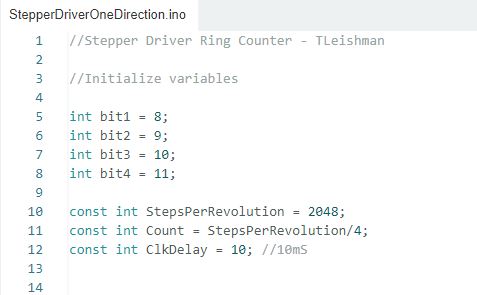 StepperDriverOneDirection.ino
1 //Stepper Driver Ring Counter - TLeishman
2
3 //Initialize variables
4
5 int bit1 = 8;
6 int bit2 = 9;
7 int bit3 = 10;
8 int bit4 = 11;
9
10 const int StepsPerRevolution = 2048;
11 const int Count = StepsPerRevolution/4;
12 const int ClkDelay = 10; //10mS
13
14